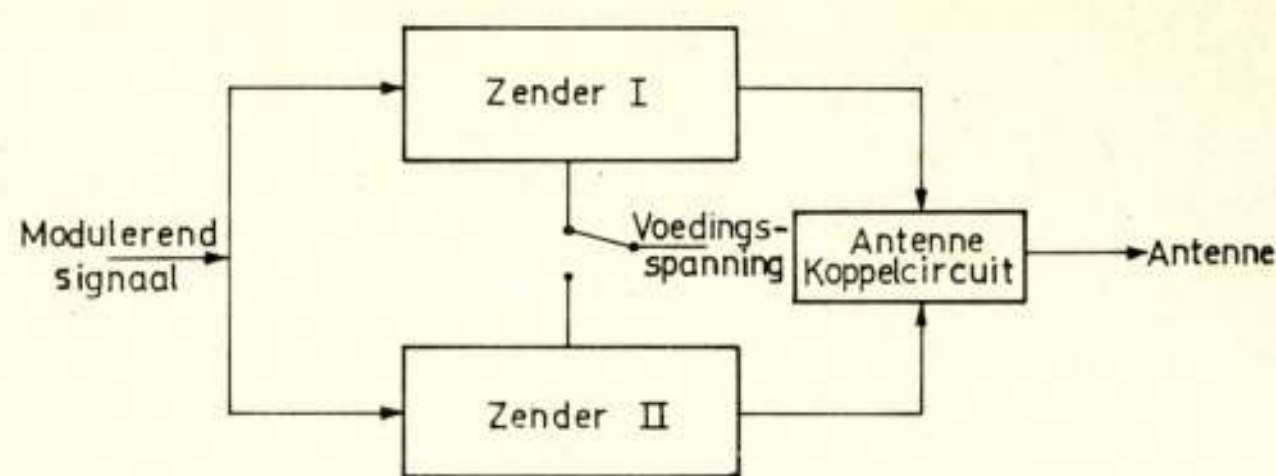 Zender I
Modulerend
signaal
Voedings-
spanning
Antenne
Koppelcircuit
Antenne
Zender II